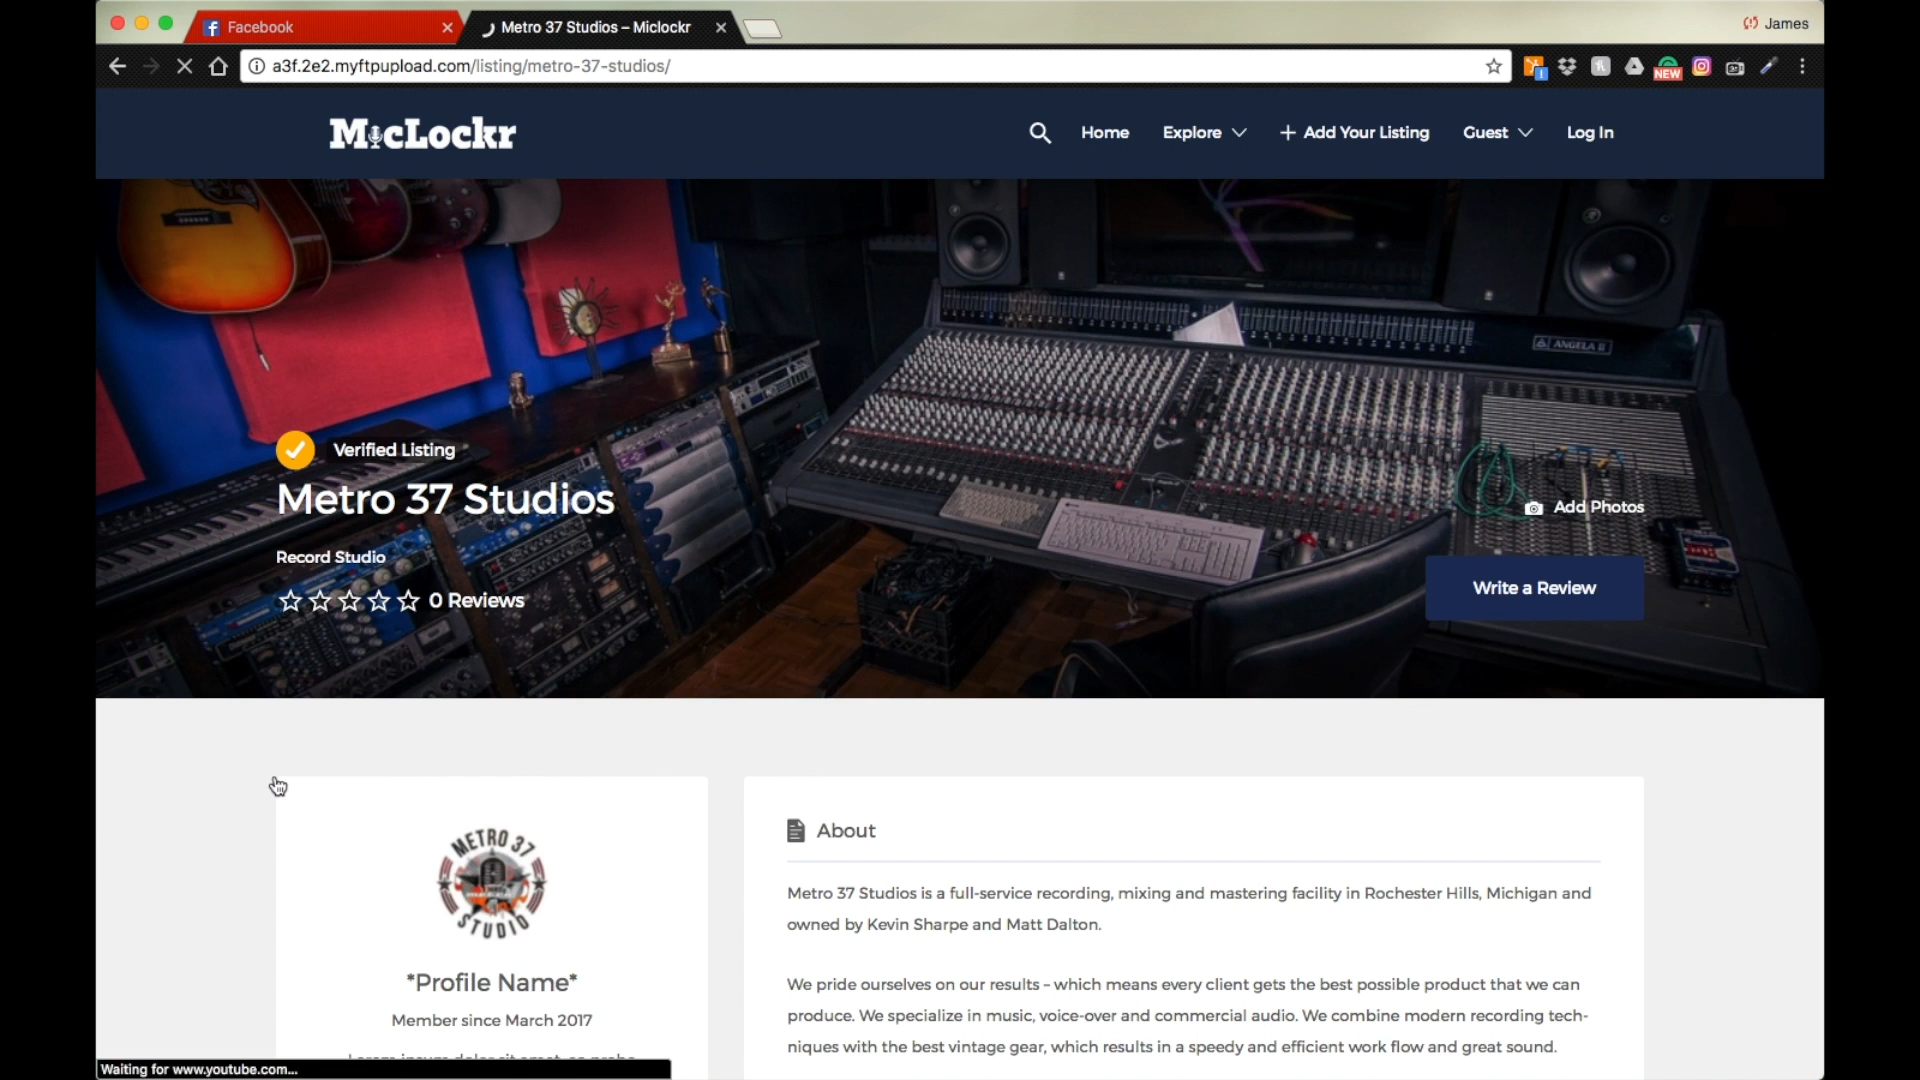 Facebook
Metro 37 Studios – Miclockr
James
a3f.2e2.myftpupload.com/listing/metro-37-studios/
NEW
MicLockr
Home
Explore
Add Your Listing
Guest
Log In
ANGELA II
Verified Listing
Metro 37 Studios
Add Photos
Record Studio
Write a Review
0 Reviews
METRO 37
STUDIO
*Profile Name*
Member since March 2017
About
Metro 37 Studios is a full-service recording, mixing and mastering facility in Rochester Hills, Michigan and
owned by Kevin Sharpe and Matt Dalton.
We pride ourselves on our results – which means every client gets the best possible product that we can
produce. We specialize in music, voice-over and commercial audio. We combine modern recording tech-
niques with the best vintage gear, which results in a speedy and efficient work flow and great sound.
Waiting for www.youtube.com...